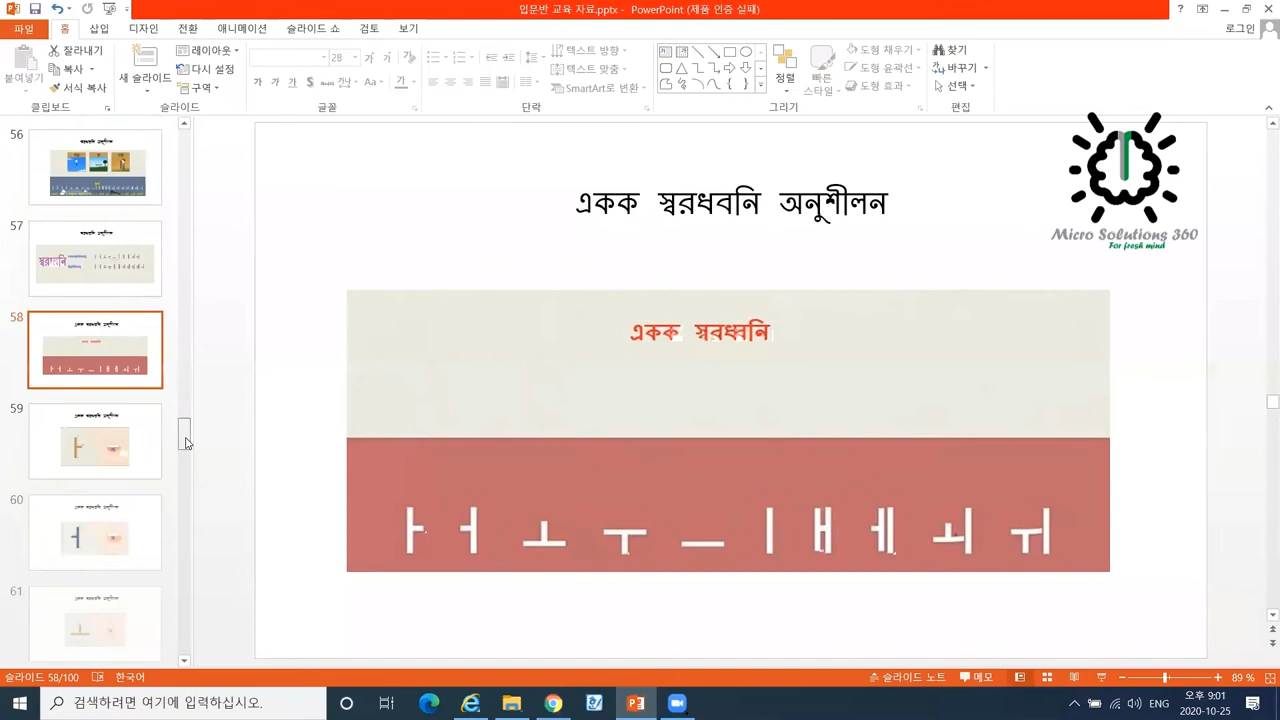 입문반 교육 자료.pptx - PowerPoint (제품 인증 실패)
파일 홈 삽입 디자인 전환 애니메이션 슬라이드 쇼 검토 보기 로그인
잘라내기
복사
서식 복사
붙여넣기
클립보드
새 슬라이드
레이아웃
다시 설정
구역
슬라이드
28
가 가 가 S 가 Aa 가
글꼴
텍스트 방향
텍스트 맞춤
SmartArt로 변환
단락
정렬
빠른 스타일
도형 채우기
도형 윤곽선
도형 효과
그리기
찾기
바꾸기
선택
편집
56
57
58
59
60
61
একক স্বরধবনি অনুশীলন
Micro Solutions 360
For fresh mind
একক স্বরধ্বনি
ㅏ ㅓ ㅗ ㅜ ㅡ ㅣ ㅐ ㅔ ㅚ ㅟ
슬라이드 58/100 한국어 슬라이드 노트 메모 89 %
검색하려면 여기에 입력하십시오.
ENG
오후 9:01
2020-10-25